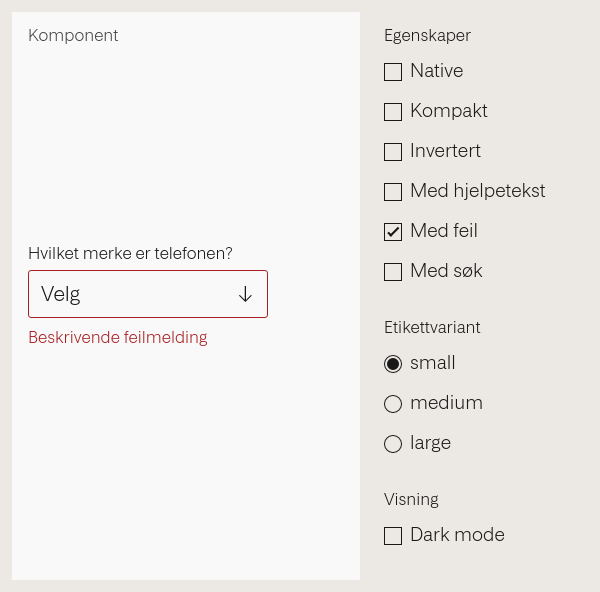 Komponent
Hvilket merke er telefonen?
Velg
Beskrivende feilmelding
Egenskaper
Native
Kompakt
Invertert
Med hjelpetekst
Med feil
Med søk
Etikettvariant
small
medium
large
Visning
Dark mode